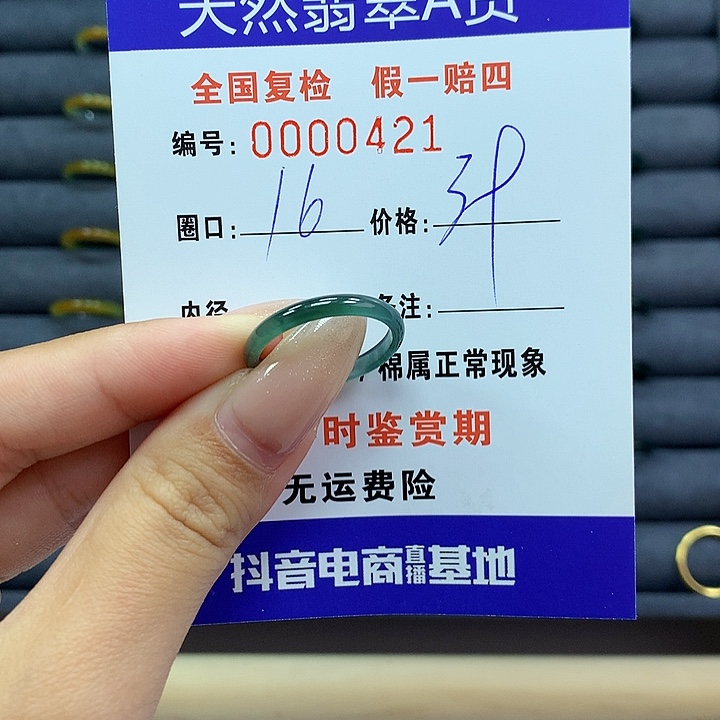 天然翡翠A货
全国复检 假一赔四
编号: 0000421
圈口: 16 价格:
内径 备注:
棉属正常现象
时鉴赏期
无运费险
抖音电商直播基地